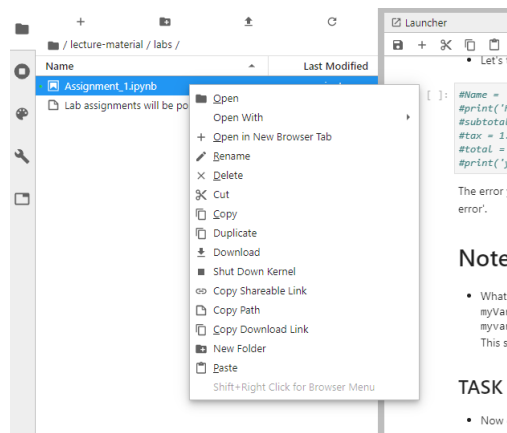 Launcher
/ lecture-material / labs /
Name
Last Modified
Assignment_1.ipynb
Lab assignments will be po
Open
Open With
Open in New Browser Tab
Rename
Delete
Cut
Copy
Duplicate
Download
Shut Down Kernel
Copy Shareable Link
Copy Path
Copy Download Link
New Folder
Paste
Shift+Right Click for Browser Menu
• Let's
[ ]:
#Name =
#print('
#subtotal
#tax = 1.
#total =
#print('y
The error
error'.
Note
• What
myVa
myva
This s
TASK
• Now